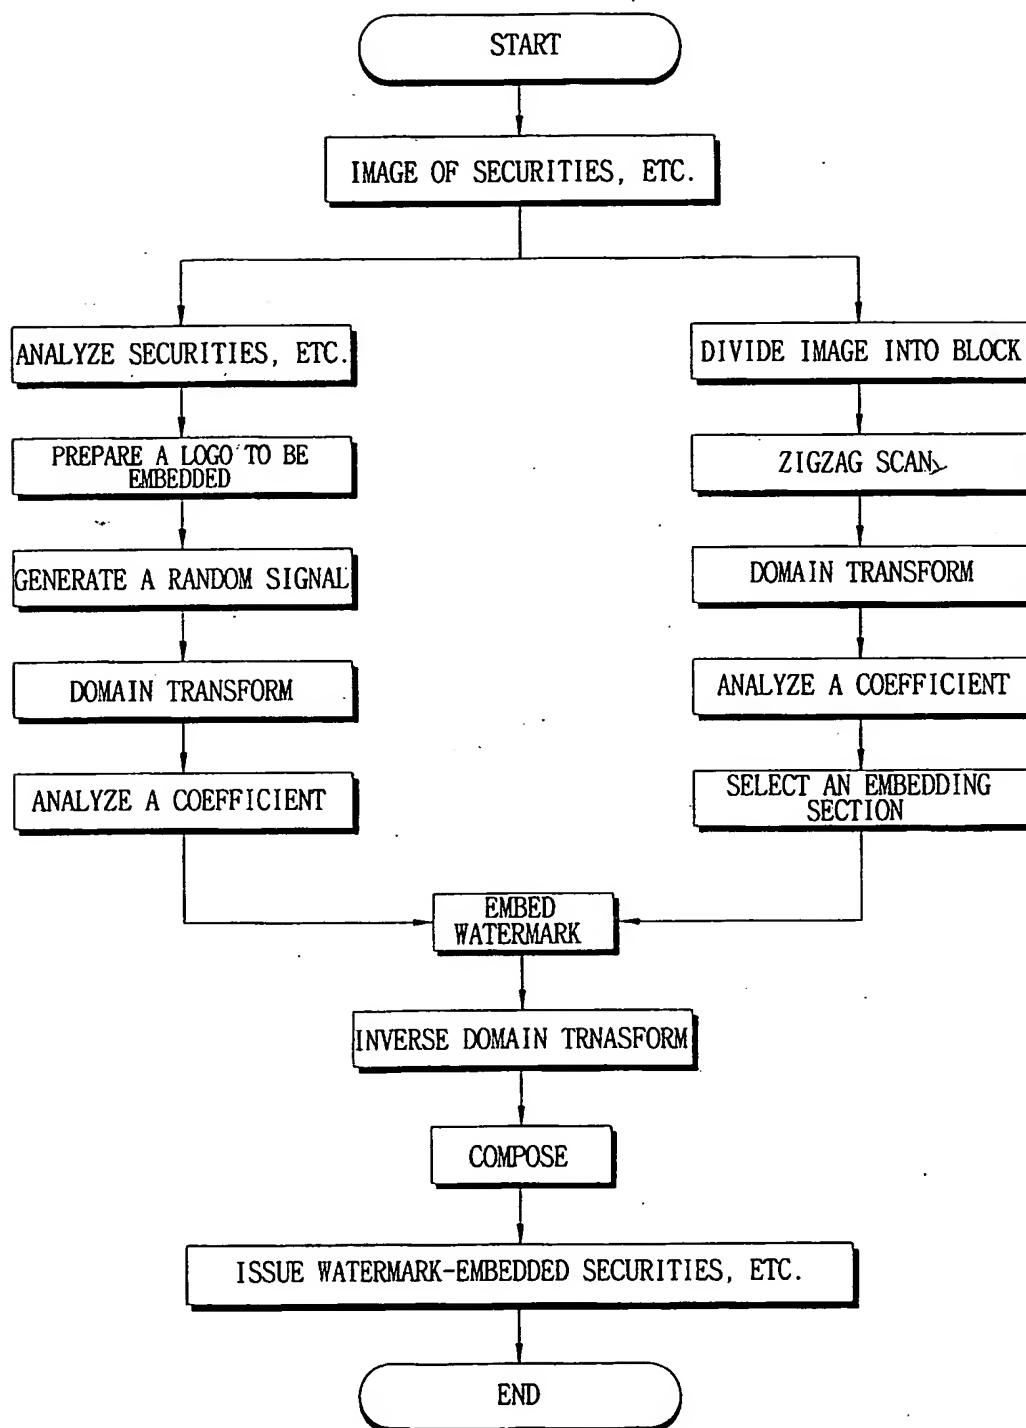 START
IMAGE OF SECURITIES, ETC.
ANALYZE SECURITIES, ETC.
PREPARE A LOGO TO BE
EMBEDDED
GENERATE A RANDOM SIGNAL
DOMAIN TRANSFORM
ANALYZE A COEFFICIENT
DIVIDE IMAGE INTO BLOCK
ZIGZAG SCAN
DOMAIN TRANSFORM
ANALYZE A COEFFICIENT
SELECT AN EMBEDDING
SECTION
EMBED
WATERMARK
INVERSE DOMAIN TRNASFORM
COMPOSE
ISSUE WATERMARK-EMBEDDED SECURITIES, ETC.
END